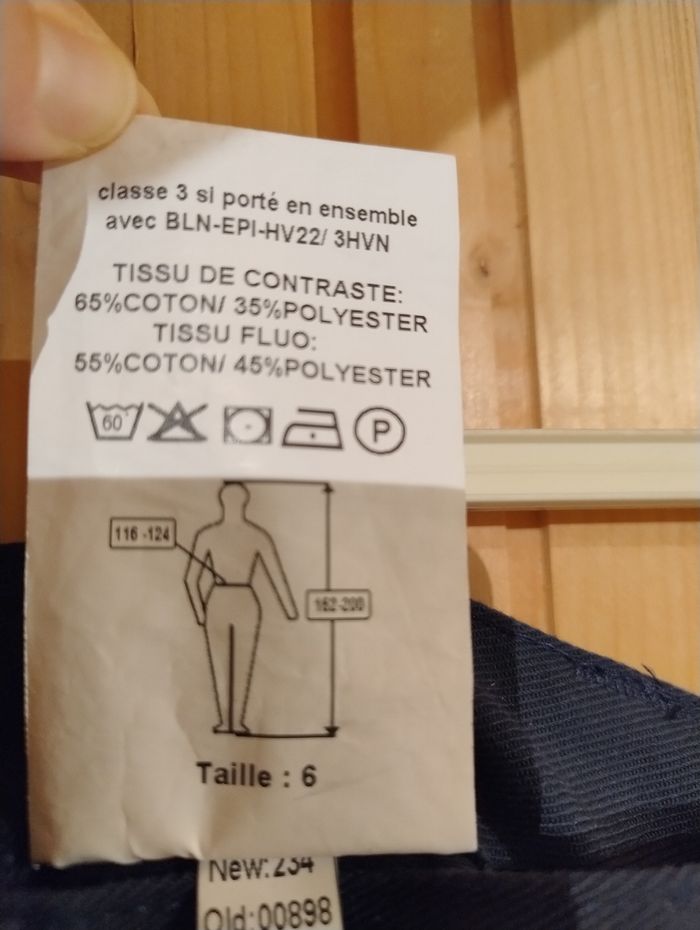 classe 3 si porté en ensemble
avec BLN-EPI-HV22/ 3HVN
TISSU DE CONTRASTE:
65%COTON/ 35%POLYESTER
TISSU FLUO:
55%COTON/ 45%POLYESTER
60°
P
116 -124
162-200
Taille : 6
New:234
Old:00898